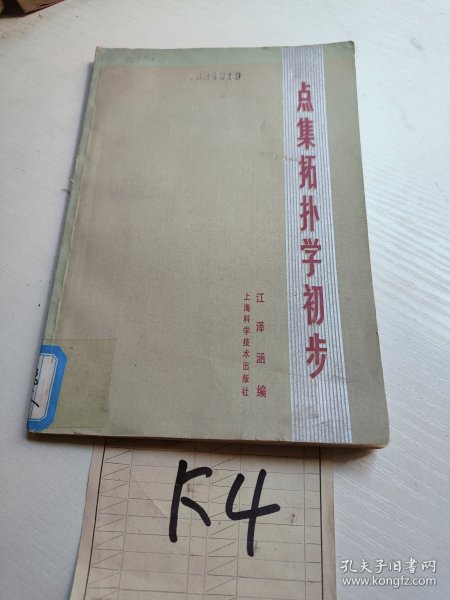 334219
点集拓扑学初步
江泽涵编
上海科学技术出版社
K4
孔夫子旧书网
www.kongfz.com